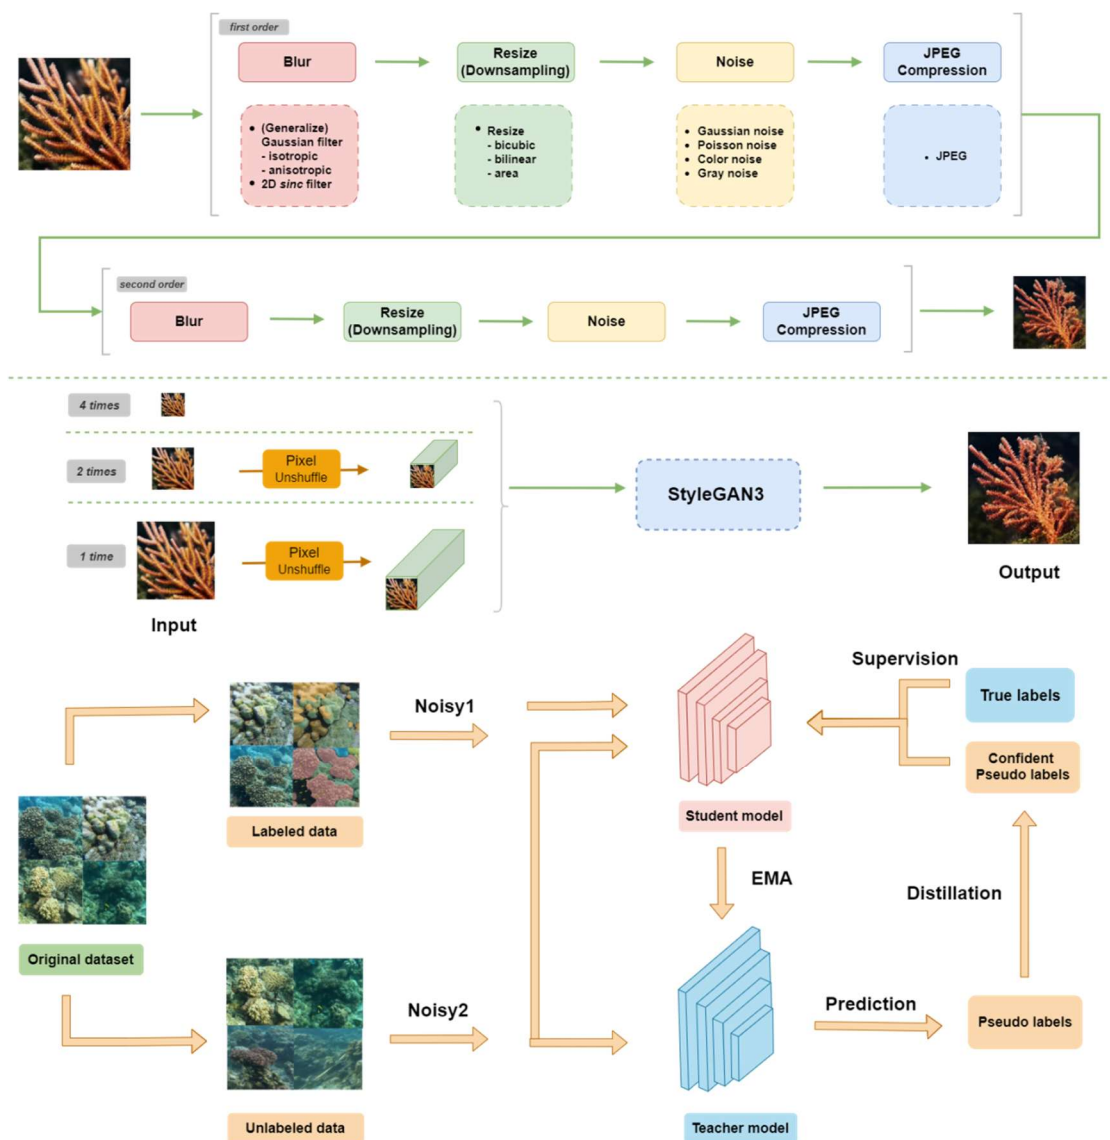 first order
Blur
Resize
(Downsampling)
Noise
JPEG
Compression
• (Generalize)
Gaussian filter
- isotropic
- anisotropic
• 2D sinc filter
• Resize
- bicubic
- bilinear
- area
• Gaussian noise
• Poisson noise
• Color noise
• Gray noise
• JPEG
second order
Blur
Resize
(Downsampling)
Noise
JPEG
Compression
4 times
2 times
Pixel
Unshuffle
StyleGAN3
1 time
Pixel
Unshuffle
Input
Output
Noisy1
Supervision
True labels
Confident
Pseudo labels
Labeled data
Student model
EMA
Distillation
Original dataset
Noisy2
Prediction
Pseudo labels
Unlabeled data
Teacher model